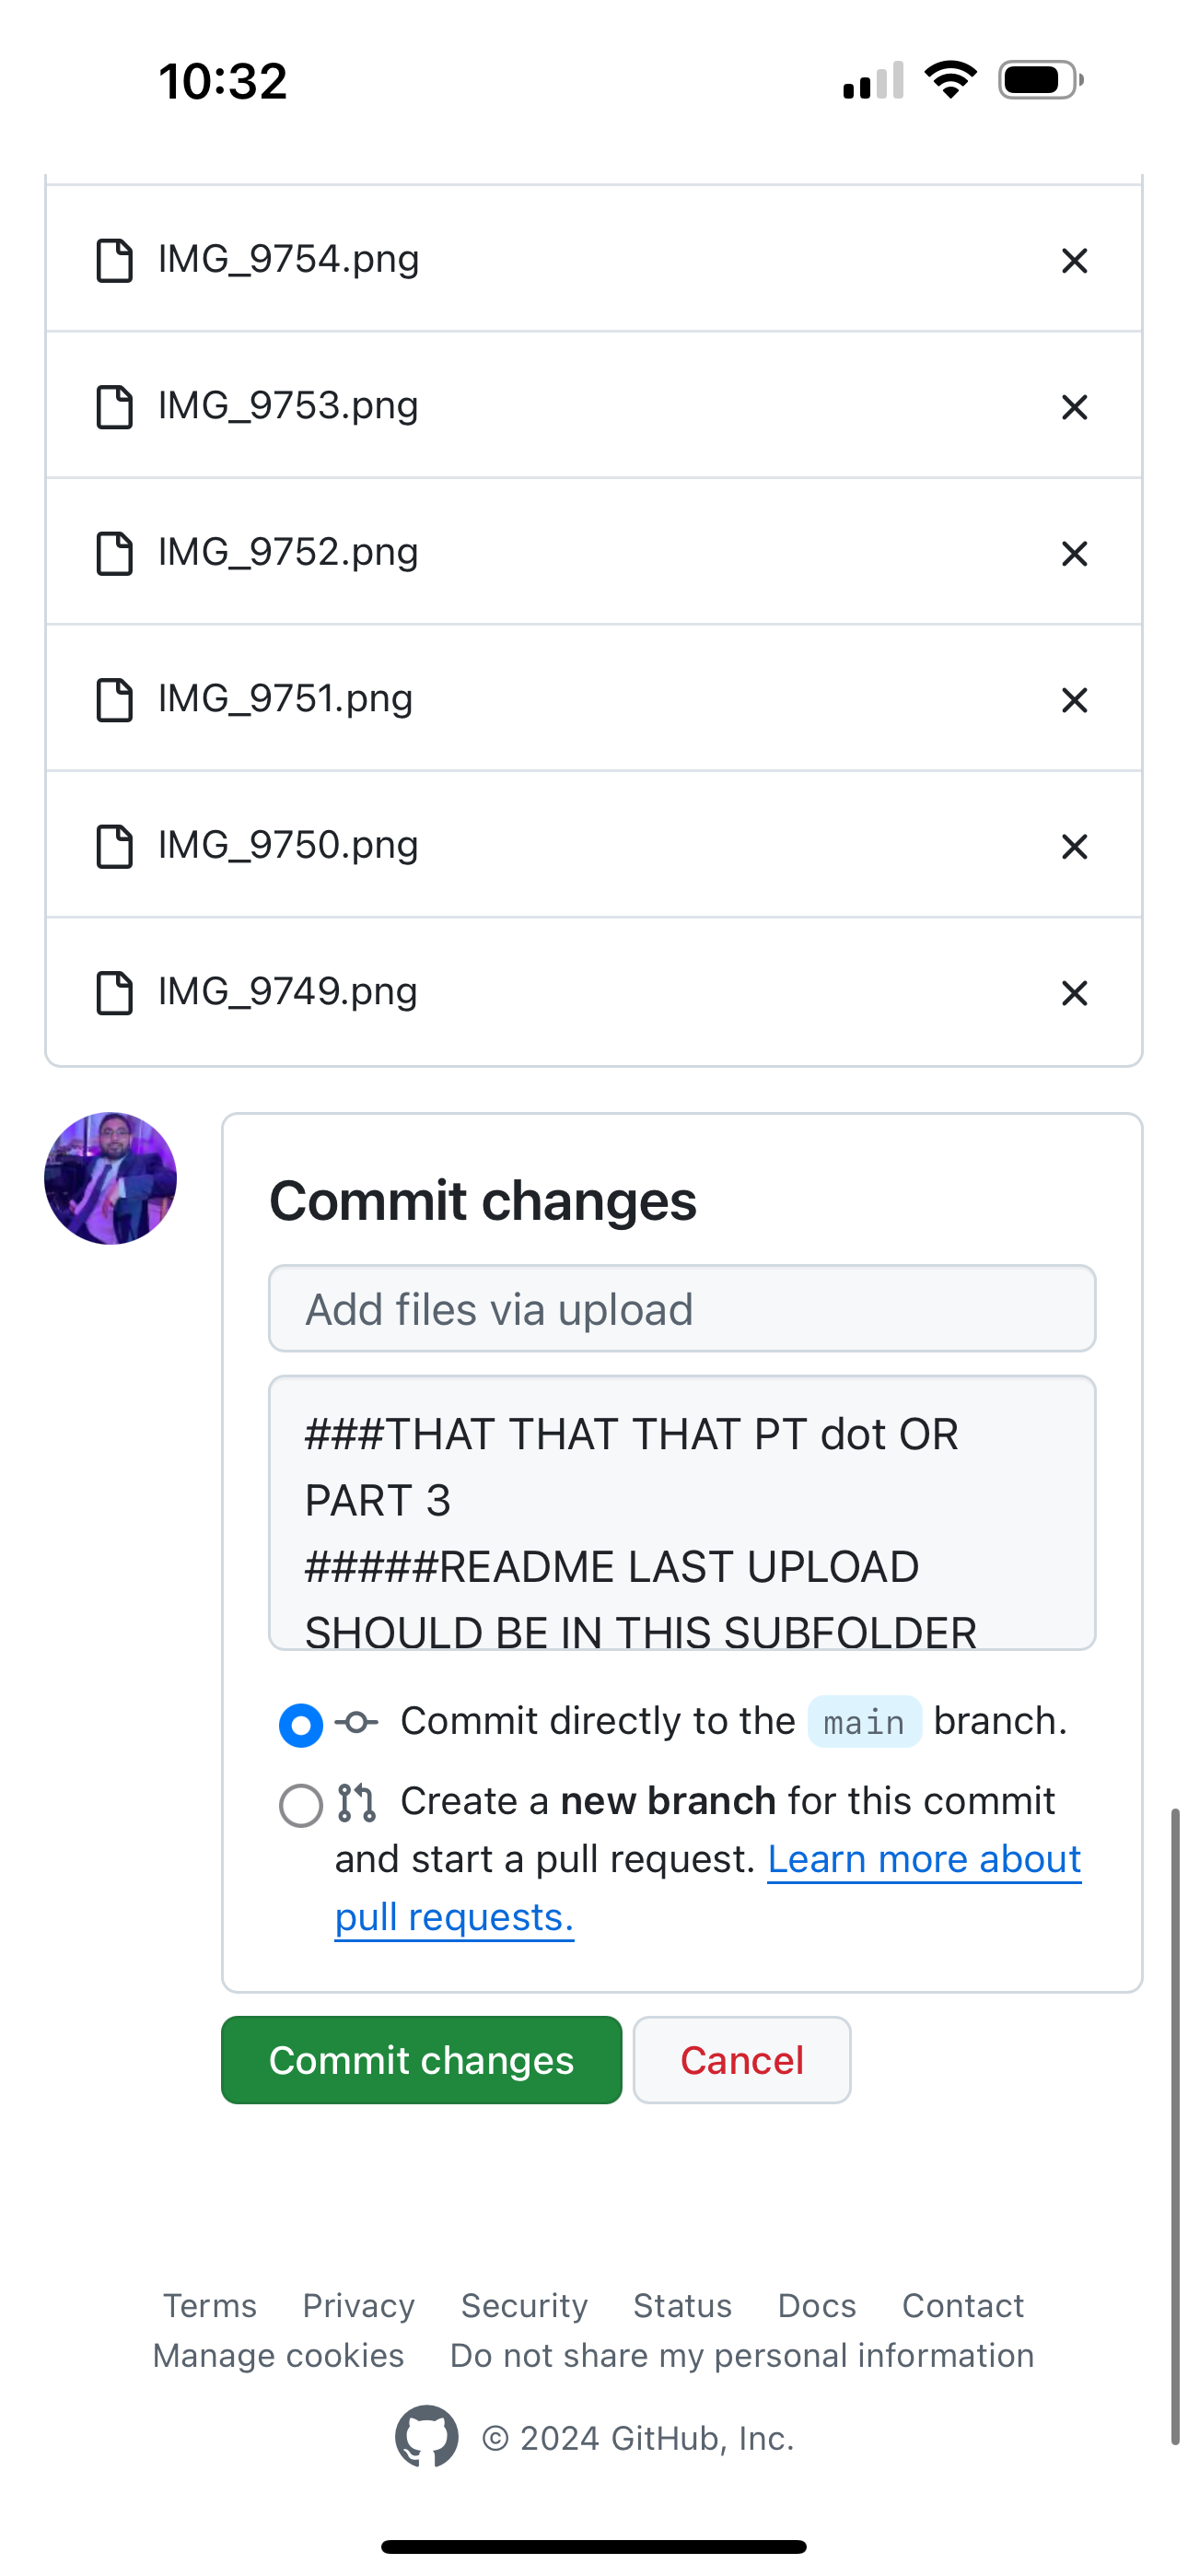 10:32
IMG_9754.png
IMG_9753.png
IMG_9752.png
IMG_9751.png
IMG_9750.png
IMG_9749.png
Commit changes
Add files via upload
###THAT THAT THAT PT dot OR
PART 3
#####README LAST UPLOAD
SHOULD BE IN THIS SUBFOLDER
Commit directly to the main branch.
Create a new branch for this commit
and start a pull request. Learn more about
pull requests.
Commit changes Cancel
Terms Privacy Security Status Docs Contact
Manage cookies Do not share my personal information
© 2024 GitHub, Inc.